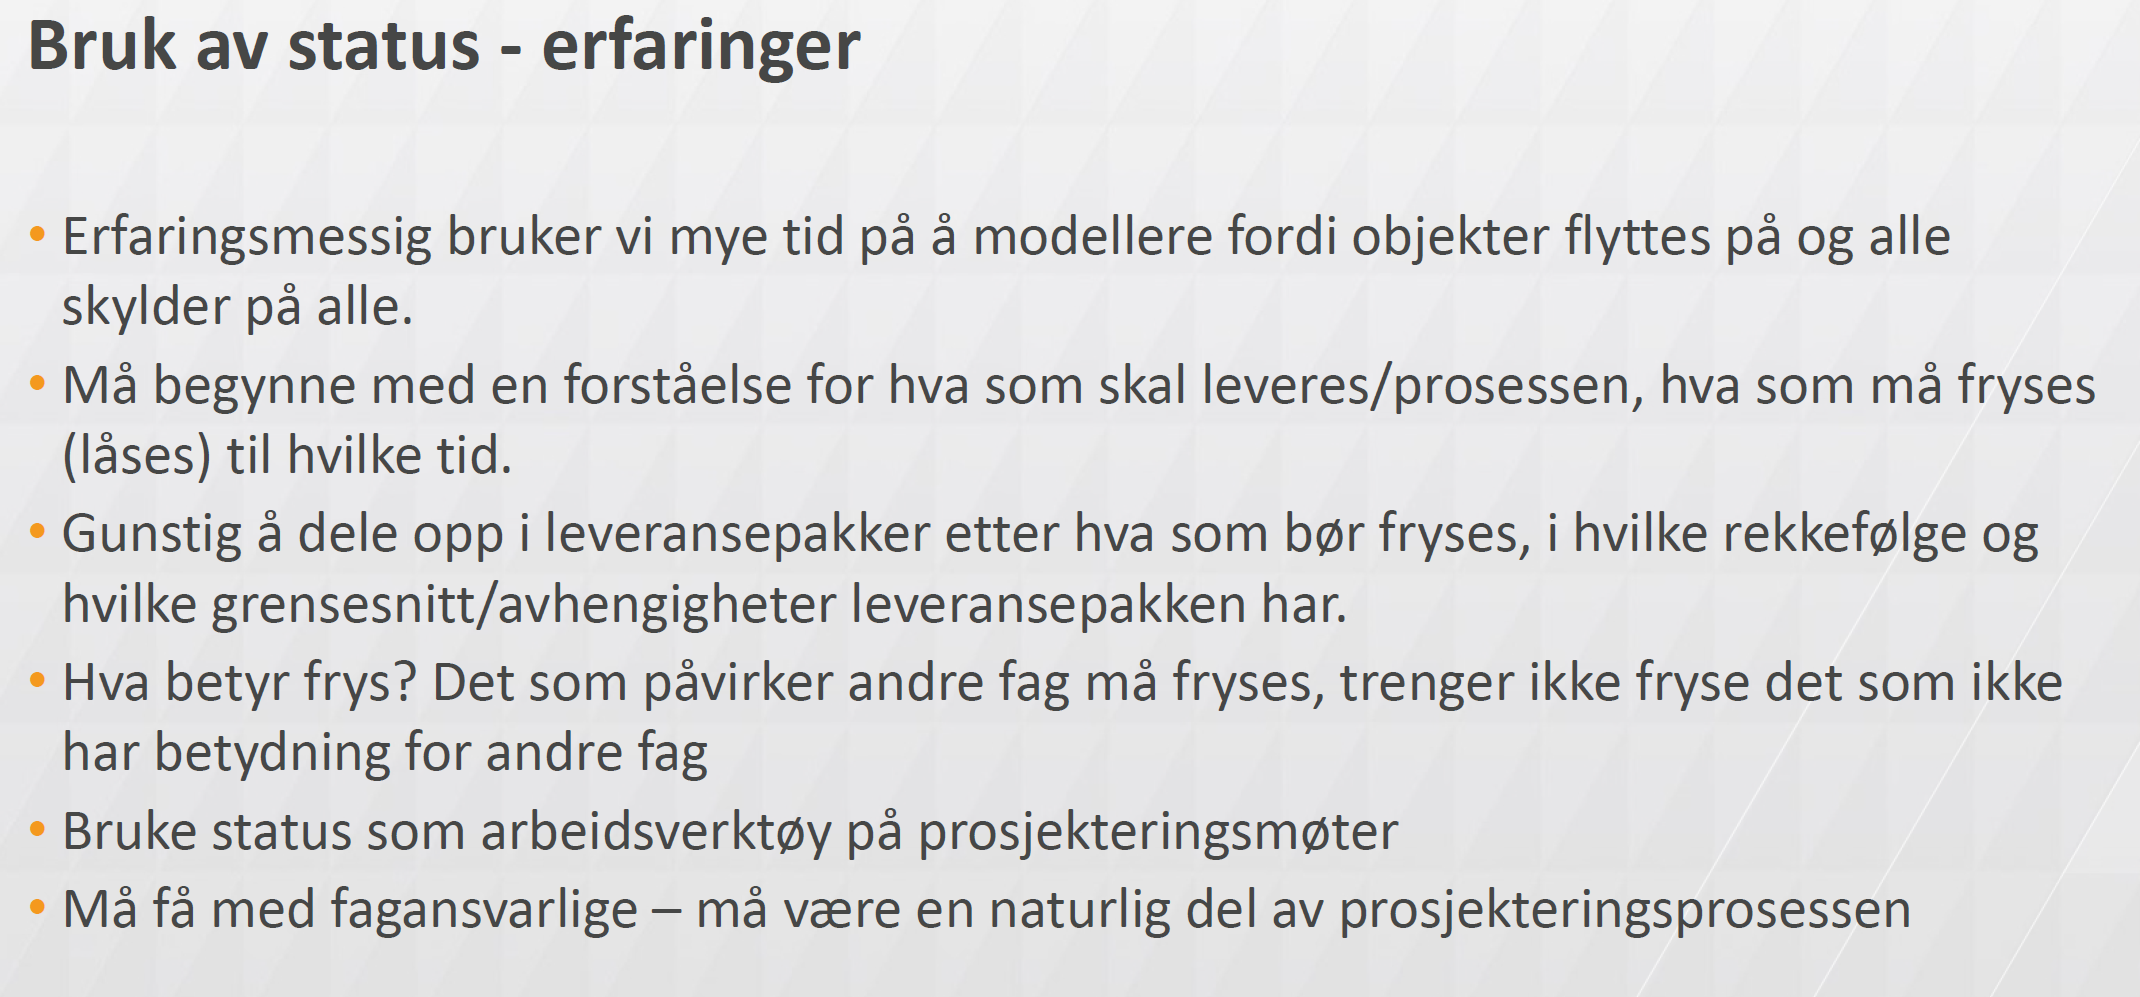 Bruk av status - erfaringer
• Erfaringsmessig bruker vi mye tid på å modellere fordi objekter flyttes på og alle
skylder på alle.
• Må begynne med en forståelse for hva som skal leveres/prosessen, hva som må fryses
(låses) til hvilke tid.
• Gunstig å dele opp i leveransepakker etter hva som bør fryses, i hvilke rekkefølge og
hvilke grensesnitt/avhengigheter leveransepakken har.
• Hva betyr frys? Det som påvirker andre fag må fryses, trenger ikke fryse det som ikke
har betydning for andre fag
• Bruke status som arbeidsverktøy på prosjekteringsmøter
• Må få med fagansvarlige – må være en naturlig del av prosjekteringsprosessen